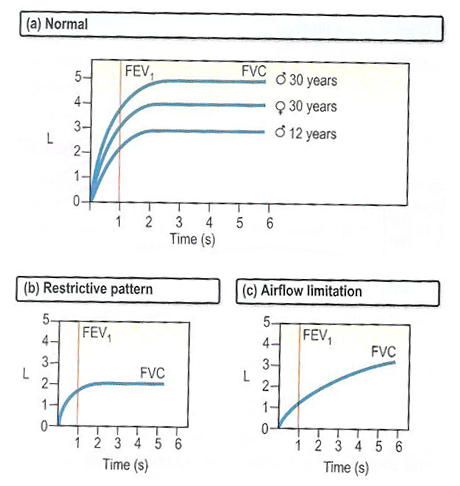 (a) Normal
FEV1 FVC
♂ 30 years
♀ 30 years
♂ 12 years
L
5
4
3
2
1
0
1 2 3 4 5 6
Time (s)
(b) Restrictive pattern
FEV1
FVC
L
5
4
3
2
1
0
1 2 3 4 5 6
Time (s)
(c) Airflow limitation
FEV1
FVC
L
5
4
3
2
1
0
1 2 3 4 5 6
Time (s)